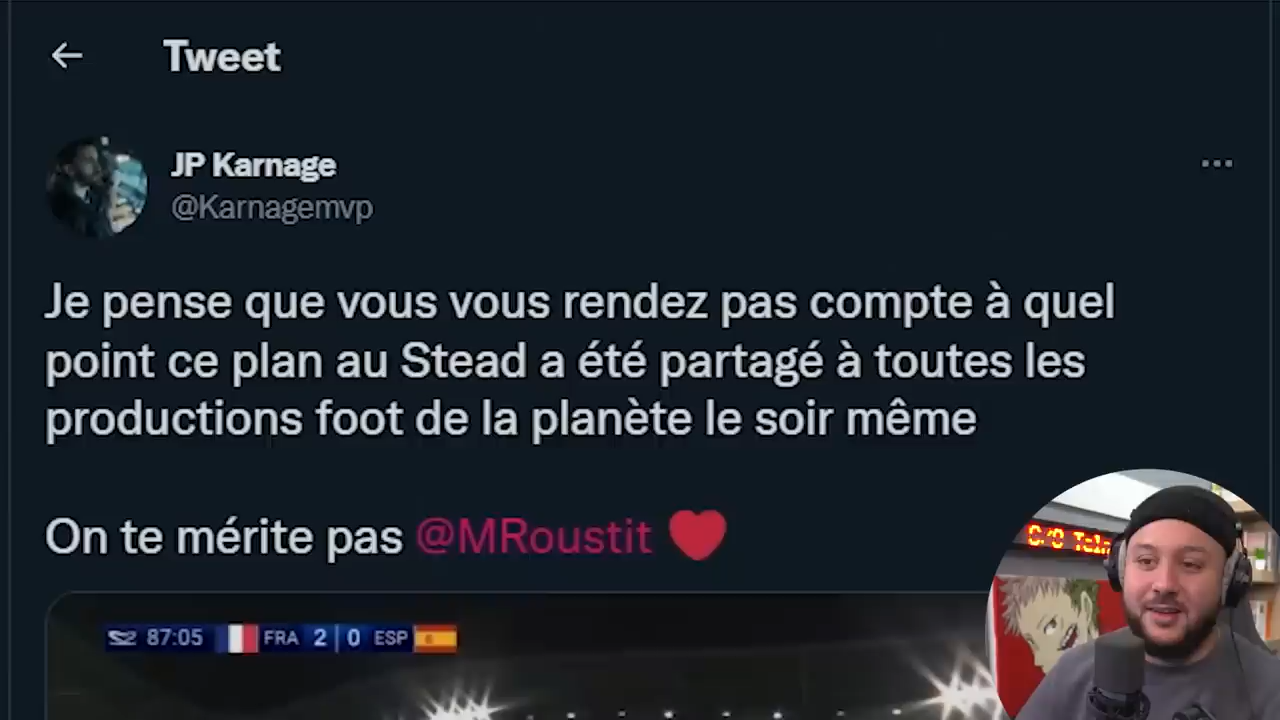 Tweet
JP Karnage
@Karnagemvp
Je pense que vous vous rendez pas compte à quel
point ce plan au Stead a été partagé à toutes les
productions foot de la planète le soir même
On te mérite pas @MRoustit
87:05 FRA 2 0 ESP